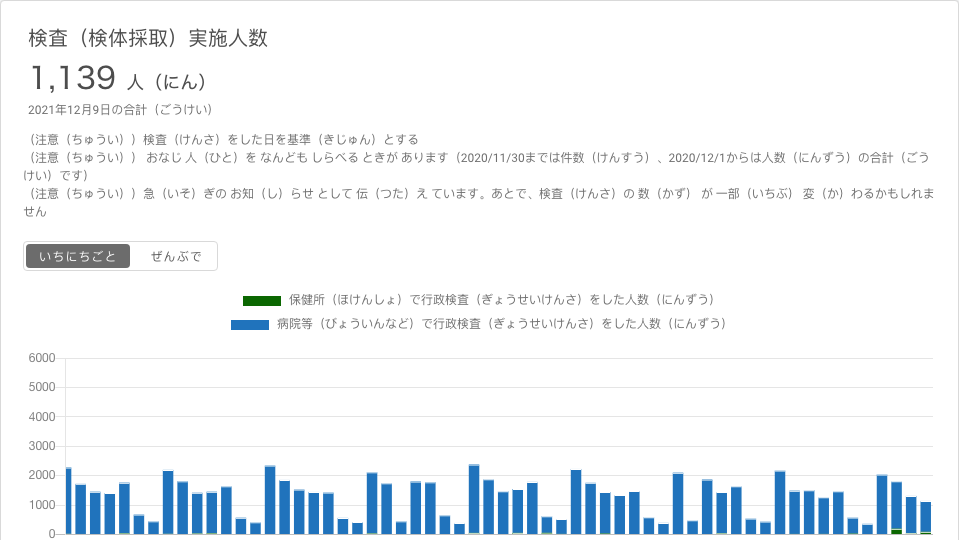 検査（検体採取）実施人数
1,139 人（にん）
2021年12月9日の合計（ごうけい）
（注意（ちゅうい））検査（けんさ）をした日を基準（きじゅん）とする
（注意（ちゅうい）） おなじ 人（ひと）を なんども しらべる ときが あります（2020/11/30までは件数（けんすう）、2020/12/1からは人数（にんずう）の合計（ごう
けい）です）
（注意（ちゅうい））急（いそ）ぎの お知（し）らせ として 伝（つた）え ています。あとで、検査（けんさ）の 数（かず） が 一部（いちぶ） 変（か）わるかもしれま
せん
いちにちごと ぜんぶで
保健所（ほけんしょ）で行政検査（ぎょうせいけんさ）をした人数（にんずう）
病院等（びょういんなど）で行政検査（ぎょうせいけんさ）をした人数（にんずう）
6000
5000
4000
3000
2000
1000
0